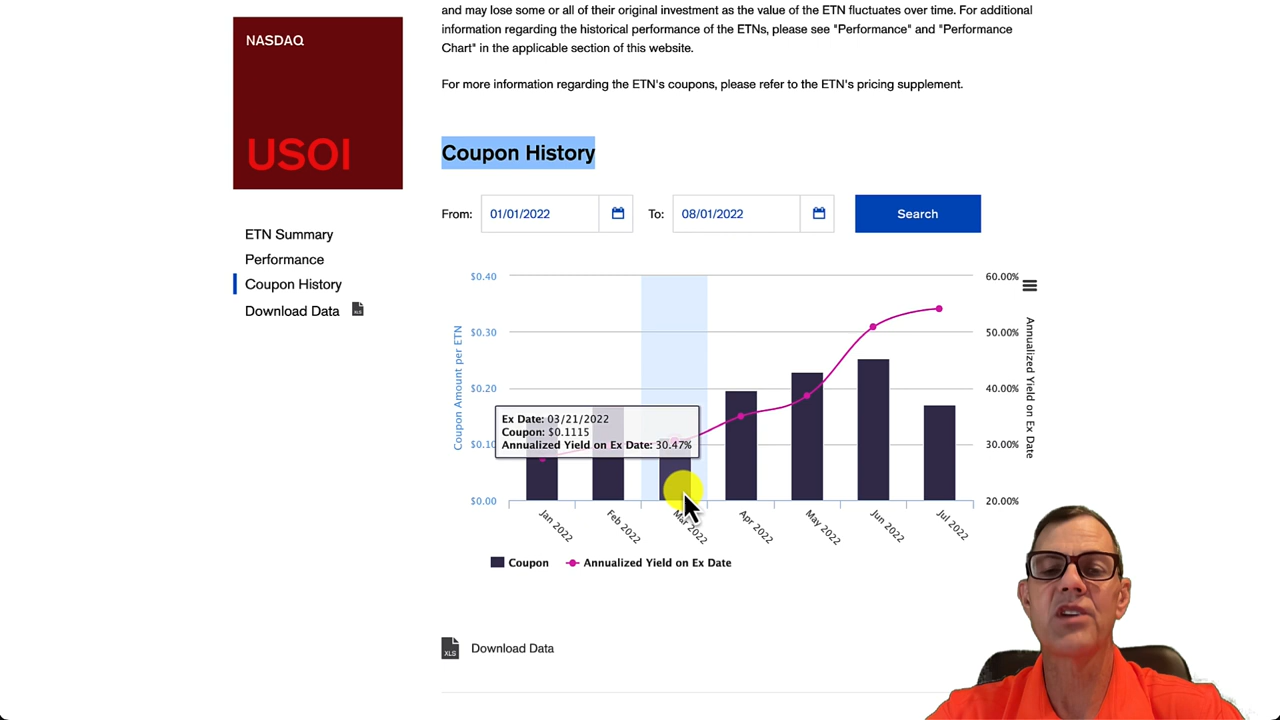 and may lose some or all of their original investment as the value of the ETN fluctuates over time. For additional
information regarding the historical performance of the ETNs, please see "Performance" and "Performance
Chart" in the applicable section of this website.
For more information regarding the ETN's coupons, please refer to the ETN's pricing supplement.
NASDAQ
USOI
ETN Summary
Performance
Coupon History
Download Data
XLS
Coupon History
From: 01/01/2022 To: 08/01/2022 Search
Coupon Amount per ETN
$0.40
$0.30
$0.20
$0.10
$0.00
60.00%
50.00%
40.00%
30.00%
20.00%
Annualized Yield on Ex Date
Ex Date: 03/21/2022
Coupon: $0.1115
Annualized Yield on Ex Date: 30.47%
Jan 2022
Feb 2022
Mar 2022
Apr 2022
May 2022
Jun 2022
Jul 2022
Coupon Annualized Yield on Ex Date
XLS Download Data